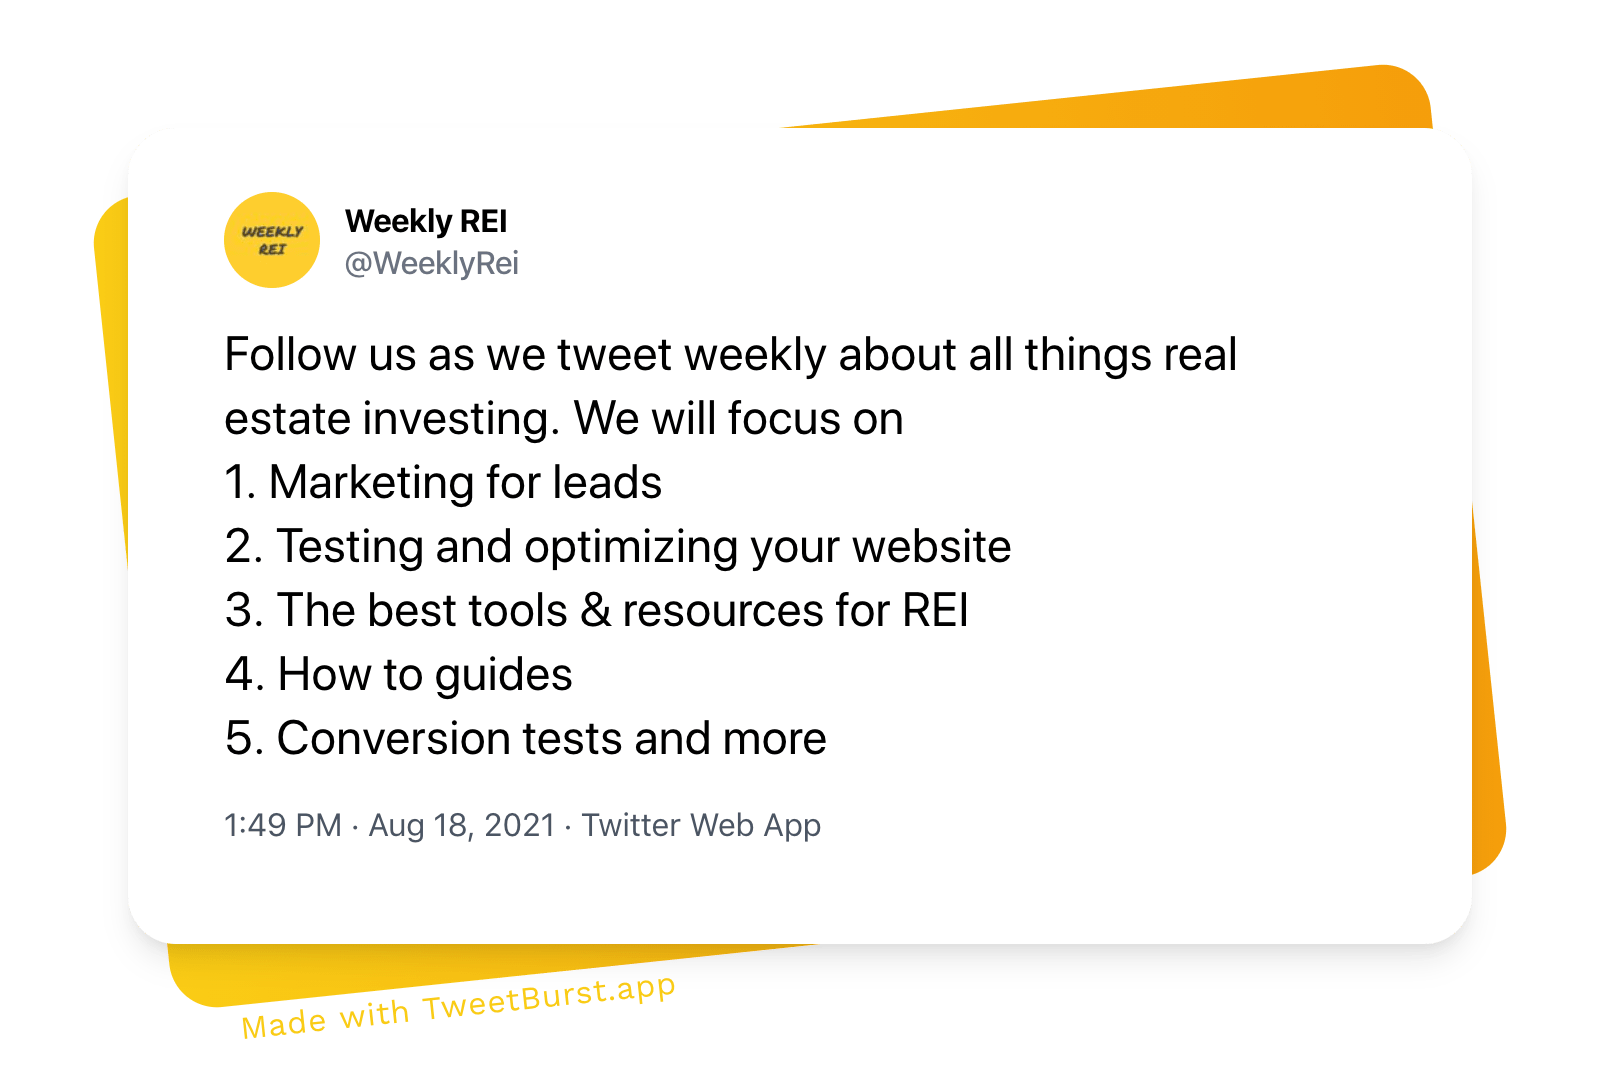 WEEKLY
REI
Weekly REI
@WeeklyRei
Follow us as we tweet weekly about all things real
estate investing. We will focus on
1. Marketing for leads
2. Testing and optimizing your website
3. The best tools & resources for REI
4. How to guides
5. Conversion tests and more
1:49 PM · Aug 18, 2021 · Twitter Web App
Made with TweetBurst.app